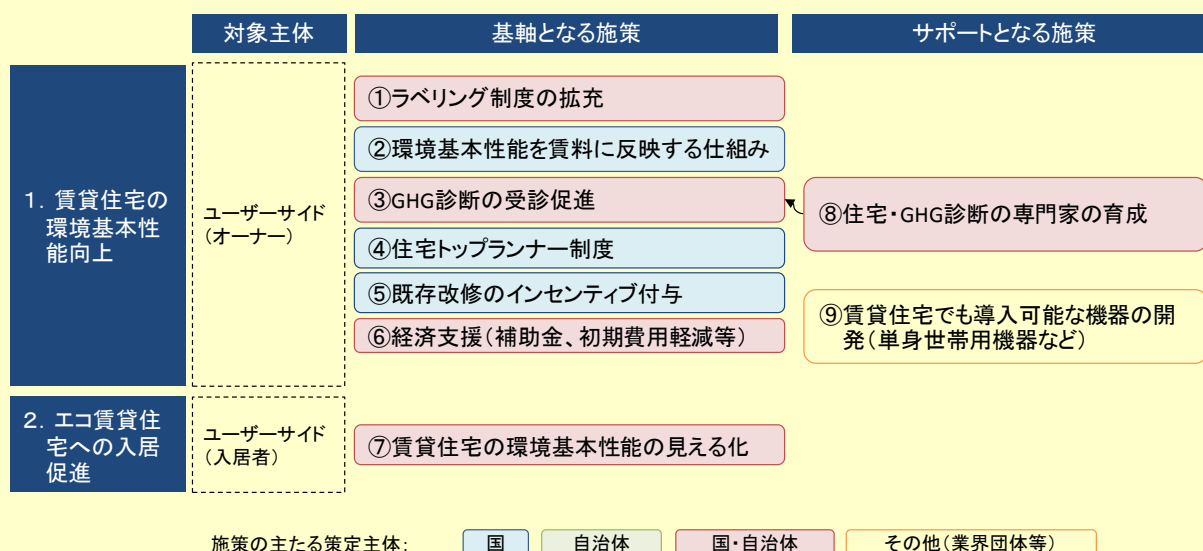 対象主体
基軸となる施策
サポートとなる施策
1. 賃貸住宅の
環境基本性
能向上
ユーザーサイド
(オーナー)
①ラベリング制度の拡充
②環境基本性能を賃料に反映する仕組み
③GHG診断の受診促進
④住宅トップランナー制度
⑤既存改修のインセンティブ付与
⑥経済支援(補助金、初期費用軽減等)
⑧住宅・GHG診断の専門家の育成
⑨賃貸住宅でも導入可能な機器の開
発(単身世帯用機器など)
2. エコ賃貸住
宅への入居
促進
ユーザーサイド
(入居者)
⑦賃貸住宅の環境基本性能の見える化
施策の主たる策定主体:
国
自治体
国・自治体
その他(業界団体等)